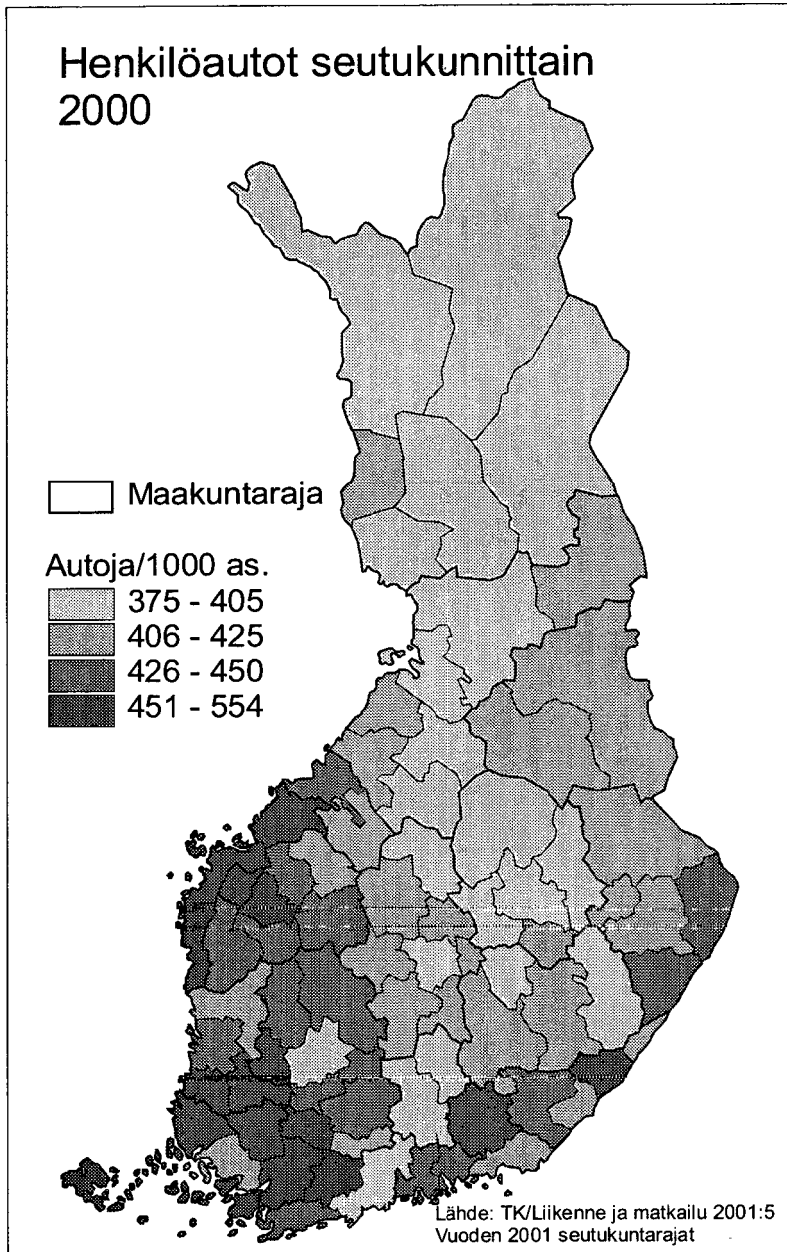 Henkilöautot seutukunnittain
2000
Maakuntaraja
Autoja/1000 as.
375 - 405
406 - 425
426 - 450
451 - 554
Lähde: TK/Liikenne ja matkailu 2001:5
Vuoden 2001 seutukuntarajat